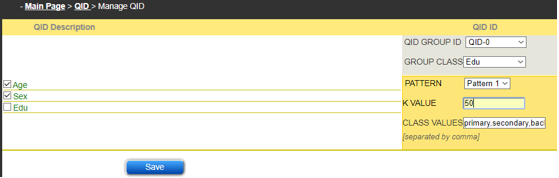 - Main Page > QID > Manage QID
QID Description QID ID
QID GROUP ID QID-0
GROUP CLASS Edu
Age
Sex
Edu
PATTERN Pattern 1
K VALUE 50
CLASS VALUES primary,secondary,bacl
[separated by comma]
Save